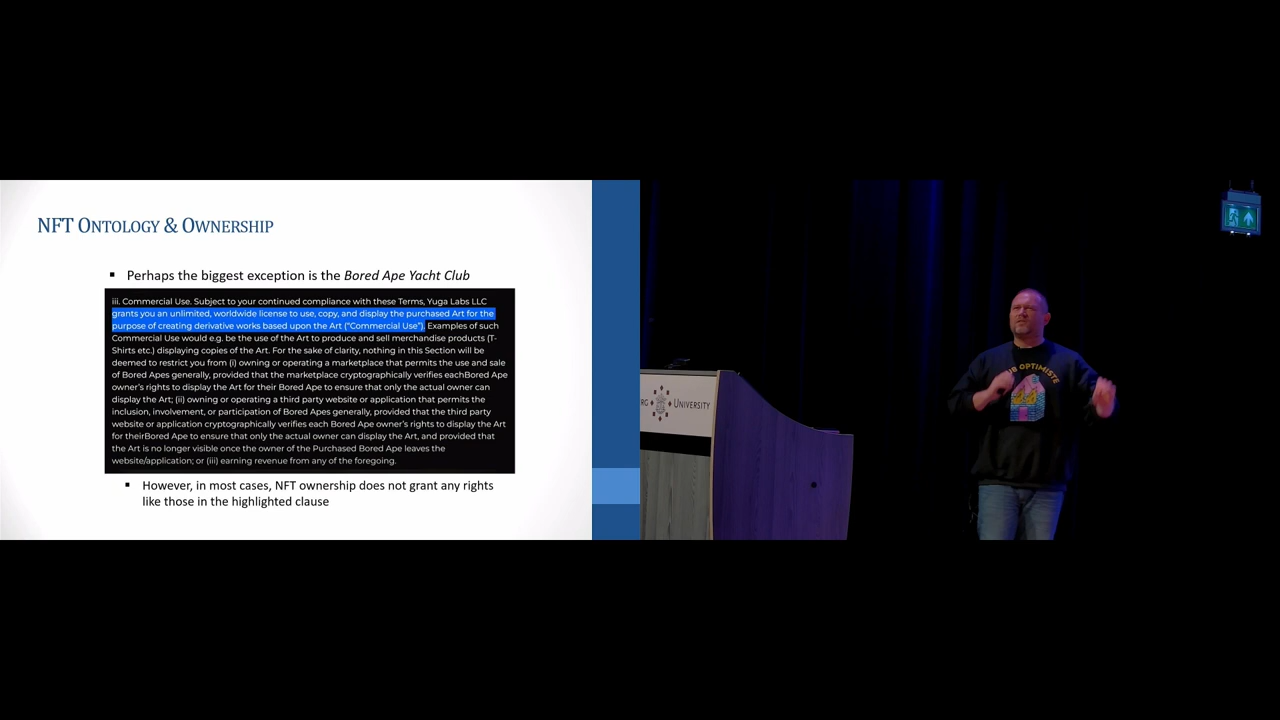 NFT ONTOLOGY & OWNERSHIP
▪ Perhaps the biggest exception is the Bored Ape Yacht Club
iii. Commercial Use. Subject to your continued compliance with these Terms, Yuga Labs LLC
grants you an unlimited, worldwide license to use, copy, and display the purchased Art for the
purpose of creating derivative works based upon the Art (“Commercial Use”). Examples of such
Commercial Use would e.g. be the use of the Art to produce and sell merchandise products (T-
Shirts etc.) displaying copies of the Art. For the sake of clarity, nothing in this Section will be
deemed to restrict you from (i) owning or operating a marketplace that permits the use and sale
of Bored Apes generally, provided that the marketplace cryptographically verifies eachBored Ape
owner’s rights to display the Art for their Bored Ape to ensure that only the actual owner can
display the Art; (ii) owning or operating a third party website or application that permits the
inclusion, involvement, or participation of Bored Apes generally, provided that the third party
website or application cryptographically verifies each Bored Ape owner’s rights to display the Art
for theirBored Ape to ensure that only the actual owner can display the Art, and provided that
the Art is no longer visible once the owner of the Purchased Bored Ape leaves the
website/application; or (iii) earning revenue from any of the foregoing.
▪ However, in most cases, NFT ownership does not grant any rights
like those in the highlighted clause
RG UNIVERSITY
UB OPTIMISTE